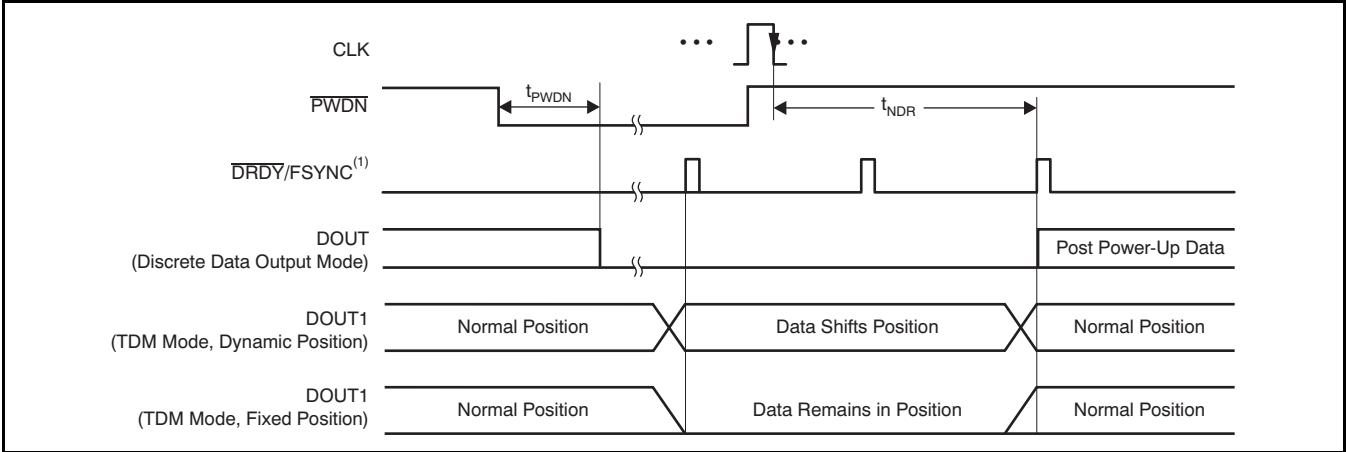 CLK
PWDN
tPWDN
tNDR
DRDY/FSYNC(1)
DOUT
(Discrete Data Output Mode)
Post Power-Up Data
DOUT1
(TDM Mode, Dynamic Position)
Normal Position
Data Shifts Position
Normal Position
DOUT1
(TDM Mode, Fixed Position)
Normal Position
Data Remains in Position
Normal Position